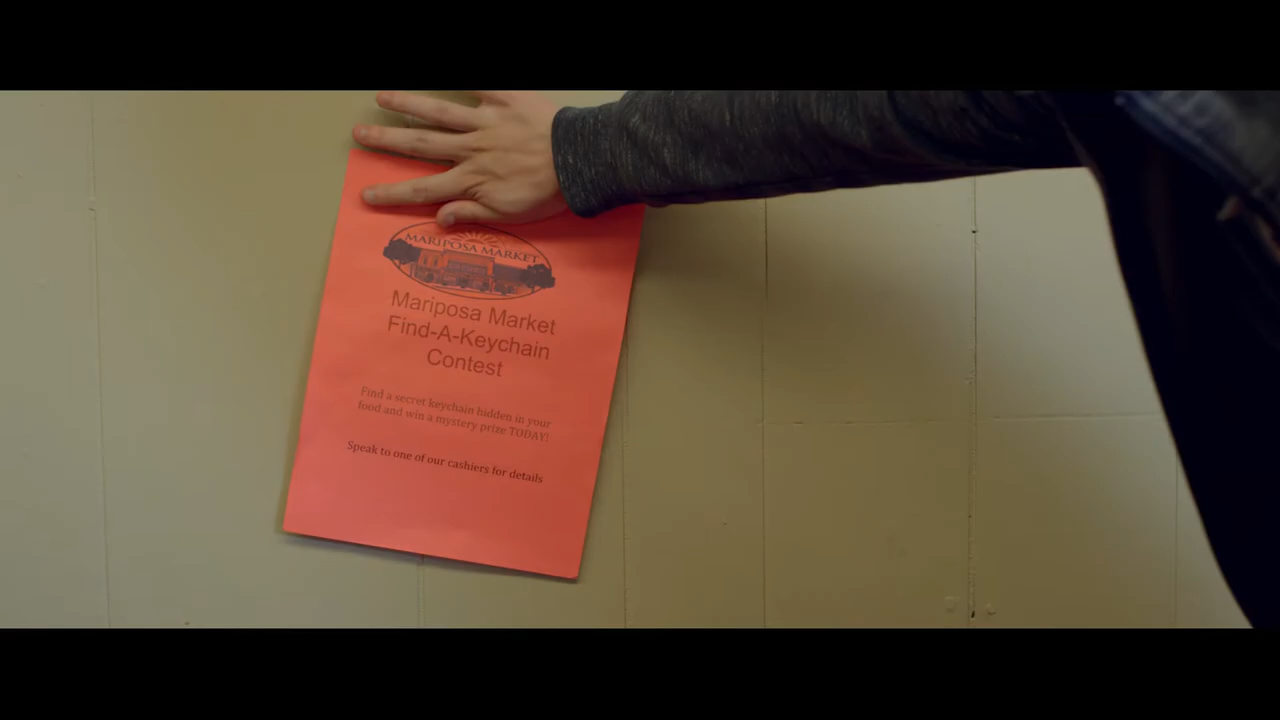 MARIPOSA MARKET
Mariposa Market
Find-A-Keychain
Contest
Find a secret keychain hidden in your
food and win a mystery prize TODAY!
Speak to one of our cashiers for details